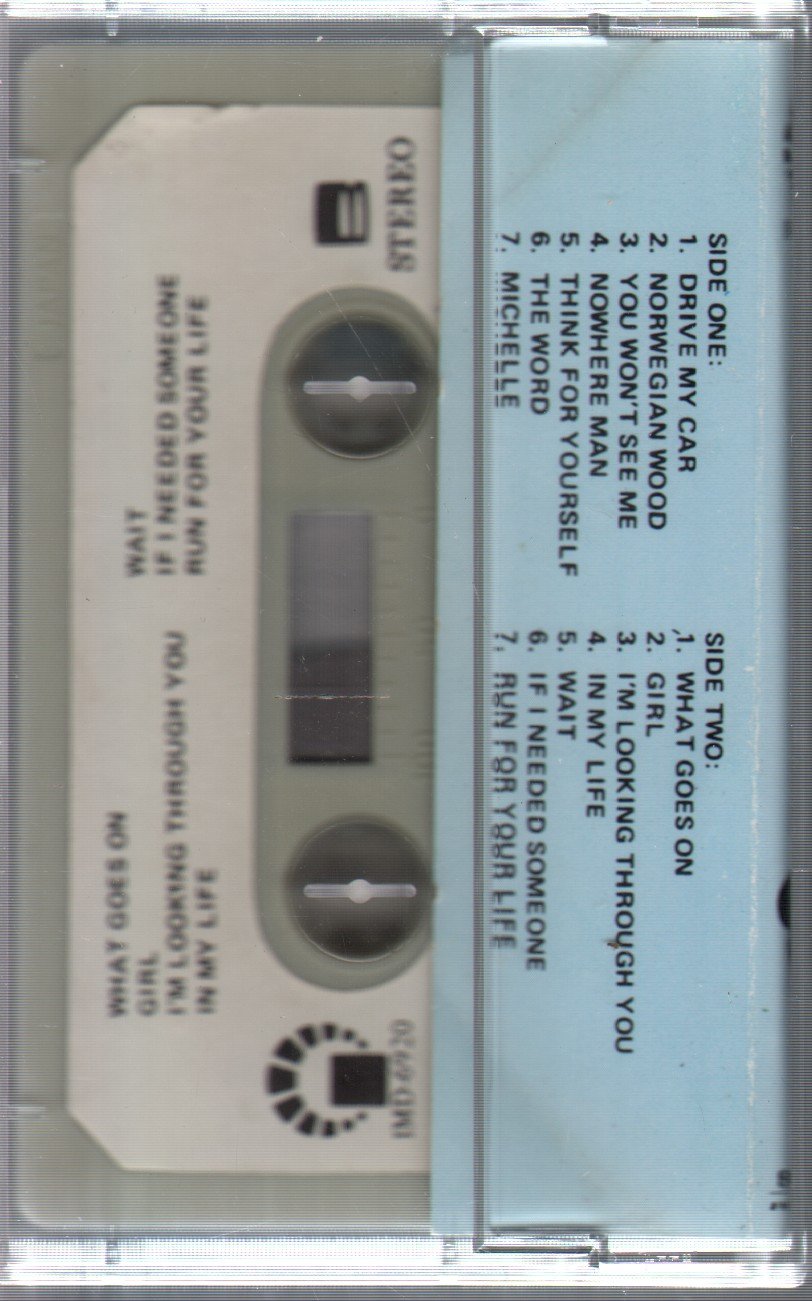 SIDE ONE:
1. DRIVE MY CAR
2. NORWEGIAN WOOD
3. YOU WON'T SEE ME
4. NOWHERE MAN
5. THINK FOR YOURSELF
6. THE WORD
7. MICHELLE
SIDE TWO:
1. WHAT GOES ON
2. GIRL
3. I'M LOOKING THROUGH YOU
4. IN MY LIFE
5. WAIT
6. IF I NEEDED SOMEONE
7. RUN FOR YOUR LIFE
STEREO
B
WHAT GOES ON
GIRL
I'M LOOKING THROUGH YOU
IN MY LIFE
WAIT
IF I NEEDED SOMEONE
RUN FOR YOUR LIFE
IMD 6920